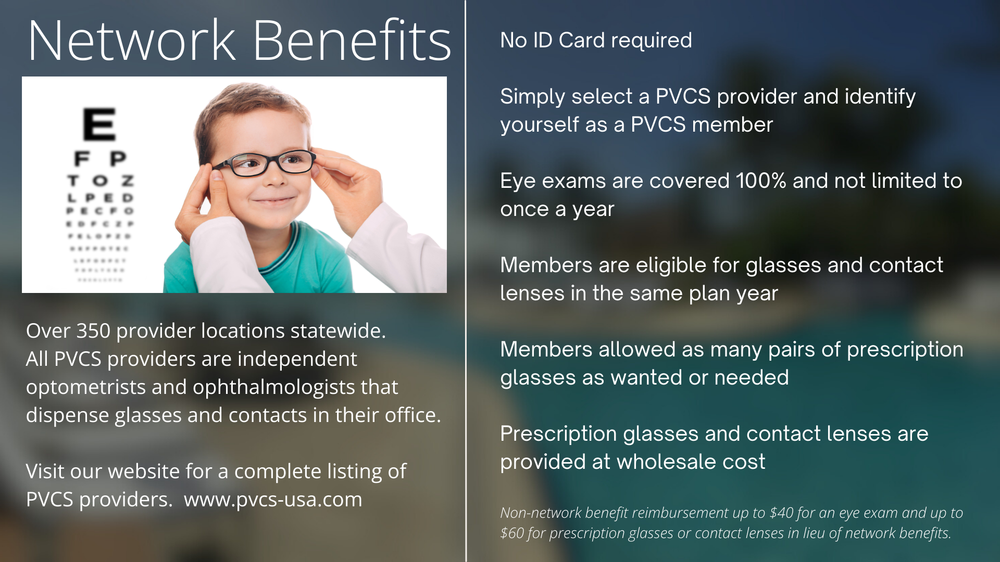 Network Benefits
E
F P
T O Z
L P E D
P E C F O
E D F C Z P
F E L O P Z D
D E F P O T E C
Over 350 provider locations statewide.
All PVCS providers are independent
optometrists and ophthalmologists that
dispense glasses and contacts in their office.
Visit our website for a complete listing of
PVCS providers.  www.pvcs-usa.com
No ID Card required
Simply select a PVCS provider and identify
yourself as a PVCS member
Eye exams are covered 100% and not limited to
once a year
Members are eligible for glasses and contact
lenses in the same plan year
Members allowed as many pairs of prescription
glasses as wanted or needed
Prescription glasses and contact lenses are
provided at wholesale cost
Non-network benefit reimbursement up to $40 for an eye exam and up to
$60 for prescription glasses or contact lenses in lieu of network benefits.